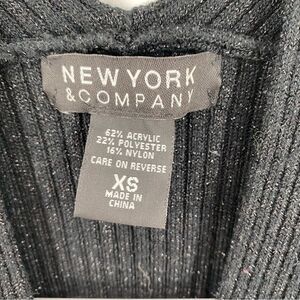 NEW YORK
& COMPANY
62% ACRYLIC
22% POLYESTER
16% NYLON
CARE ON REVERSE
XS
MADE IN
CHINA